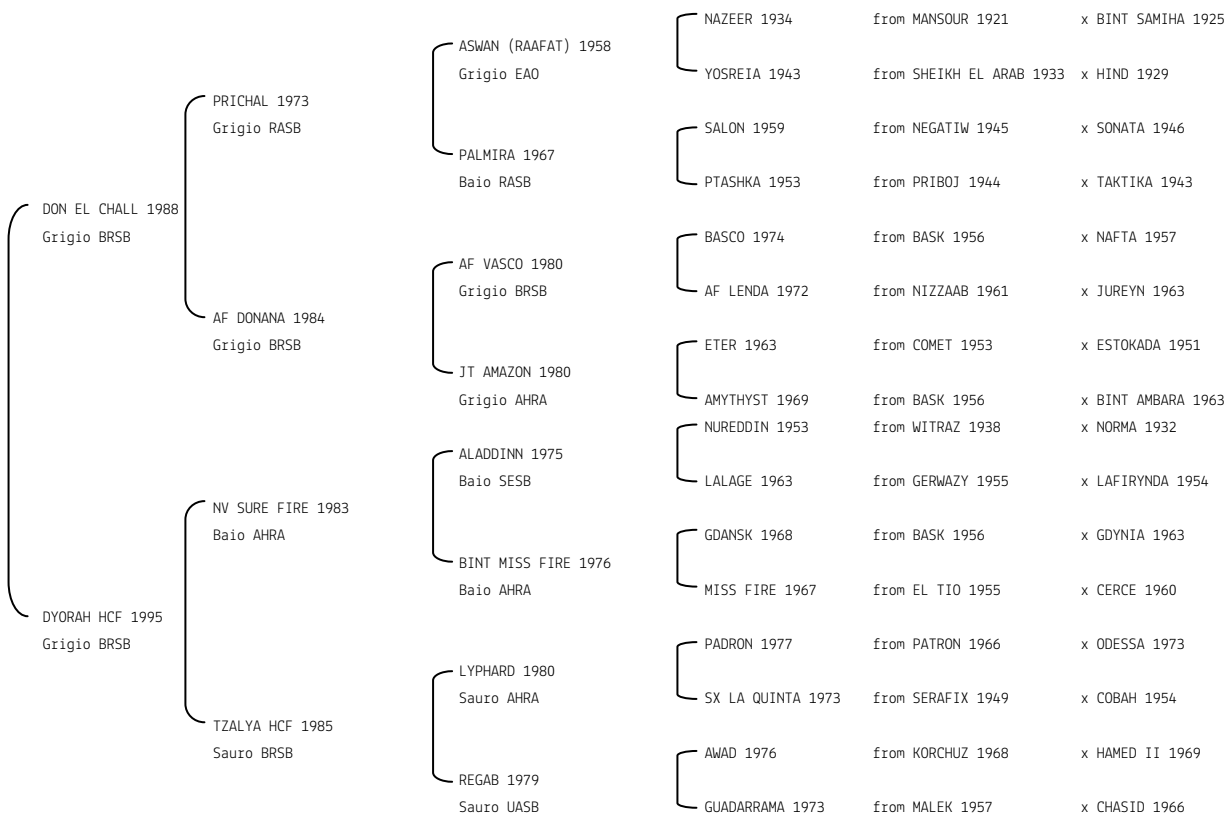 NAZEER 1934 from MANSOUR 1921 x BINT SAMIHA 1925
ASWAN (RAAFAT) 1958
Grigio EAO YOSREIA 1943 from SHEIKH EL ARAB 1933 x HIND 1929
PRICHAL 1973
Grigio RASB SALON 1959 from NEGATIW 1945 x SONATA 1946
PALMIRA 1967
Baio RASB PTASHKA 1953 from PRIBOJ 1944 x TAKTIKA 1943
DON EL CHALL 1988
Grigio BRSB BASCO 1974 from BASK 1956 x NAFTA 1957
AF VASCO 1980
Grigio BRSB AF LENDA 1972 from NIZZAAB 1961 x JUREYN 1963
AF DONANA 1984
Grigio BRSB ETER 1963 from COMET 1953 x ESTOKADA 1951
JT AMAZON 1980
Grigio AHRA AMYTHYST 1969 from BASK 1956 x BINT AMBARA 1963
NUREDDIN 1953 from WITRAZ 1938 x NORMA 1932
ALADDINN 1975
Baio SESB LALAGE 1963 from GERWAZY 1955 x LAFIRYNDA 1954
NV SURE FIRE 1983
Baio AHRA GDANSK 1968 from BASK 1956 x GDYNIA 1963
BINT MISS FIRE 1976
Baio AHRA MISS FIRE 1967 from EL TIO 1955 x CERCE 1960
DYORAH HCF 1995
Grigio BRSB PADRON 1977 from PATRON 1966 x ODESSA 1973
LYPHARD 1980
Sauro AHRA SX LA QUINTA 1973 from SERAFIX 1949 x COBAH 1954
TZALYA HCF 1985
Sauro BRSB AWAD 1976 from KORCHUZ 1968 x HAMED II 1969
REGAB 1979
Sauro UASB GUADARRAMA 1973 from MALEK 1957 x CHASID 1966